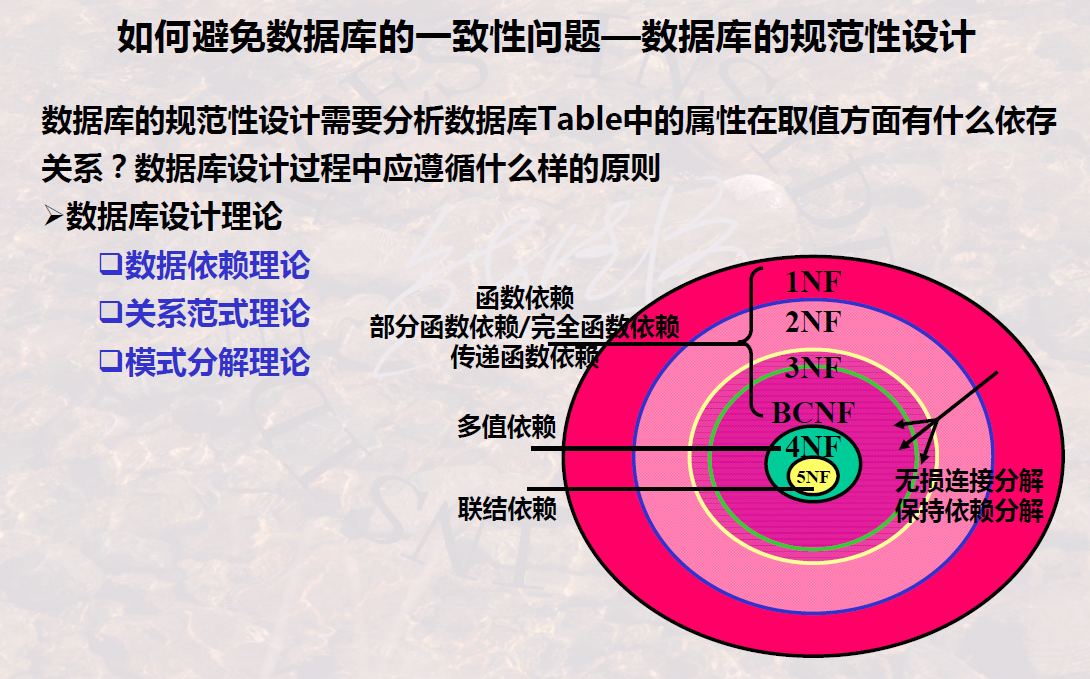 如何避免数据库的一致性问题—数据库的规范性设计
数据库的规范性设计需要分析数据库Table中的属性在取值方面有什么依存
关系？数据库设计过程中应遵循什么样的原则
➢数据库设计理论
❑数据依赖理论
❑关系范式理论
❑模式分解理论
函数依赖
部分函数依赖/完全函数依赖
传递函数依赖
多值依赖
联结依赖
1NF
2NF
3NF
BCNF
4NF
5NF
无损连接分解
保持依赖分解